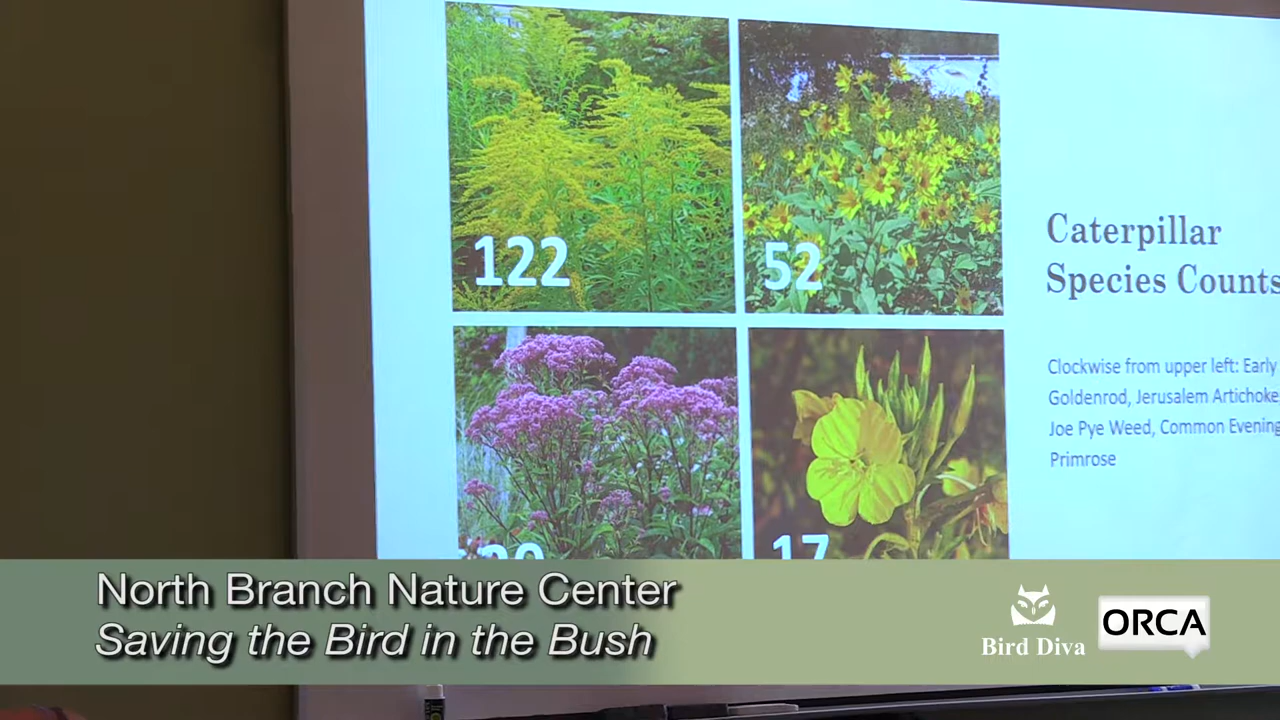 122
52
Caterpillar
Species Counts
Clockwise from upper left: Early
Goldenrod, Jerusalem Artichoke
Joe Pye Weed, Common Evening
Primrose
17
North Branch Nature Center
Saving the Bird in the Bush
Bird Diva
ORCA